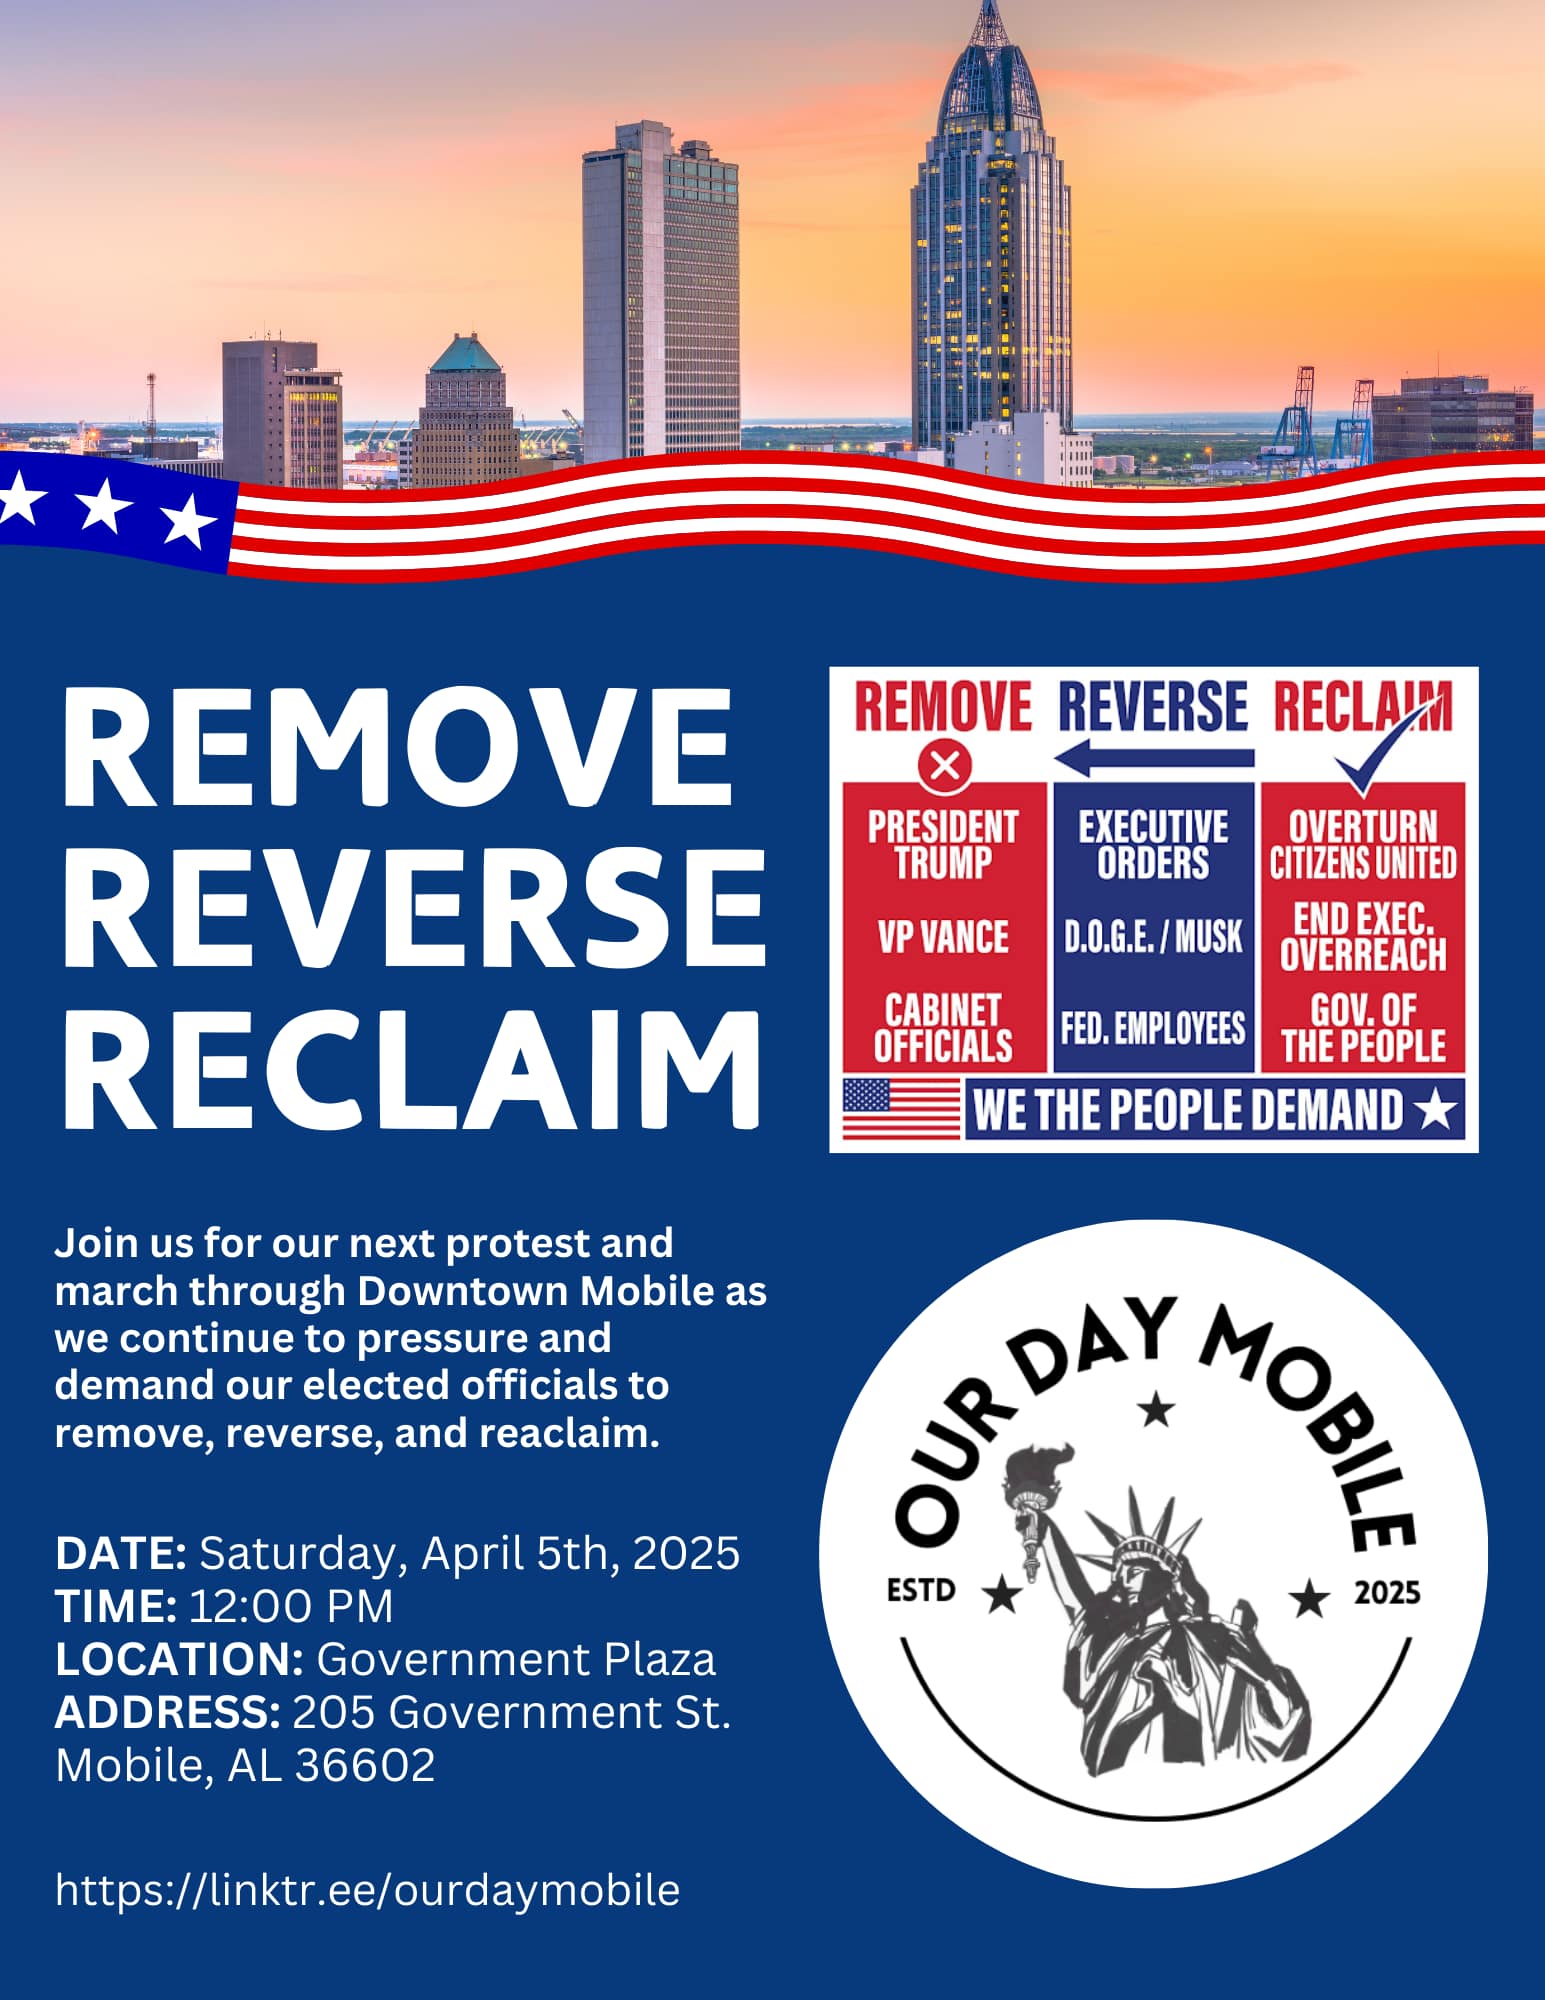 REMOVE
REVERSE
RECLAIM
REMOVE REVERSE RECLAIM
PRESIDENT
TRUMP
VP VANCE
CABINET
OFFICIALS
EXECUTIVE
ORDERS
D.O.G.E. / MUSK
FED. EMPLOYEES
OVERTURN
CITIZENS UNITED
END EXEC.
OVERREACH
GOV. OF
THE PEOPLE
WE THE PEOPLE DEMAND
Join us for our next protest and
march through Downtown Mobile as
we continue to pressure and
demand our elected officials to
remove, reverse, and reaclaim.
DATE: Saturday, April 5th, 2025
TIME: 12:00 PM
LOCATION: Government Plaza
ADDRESS: 205 Government St.
Mobile, AL 36602
https://linktr.ee/ourdaymobile
OUR DAY MOBILE
ESTD 2025